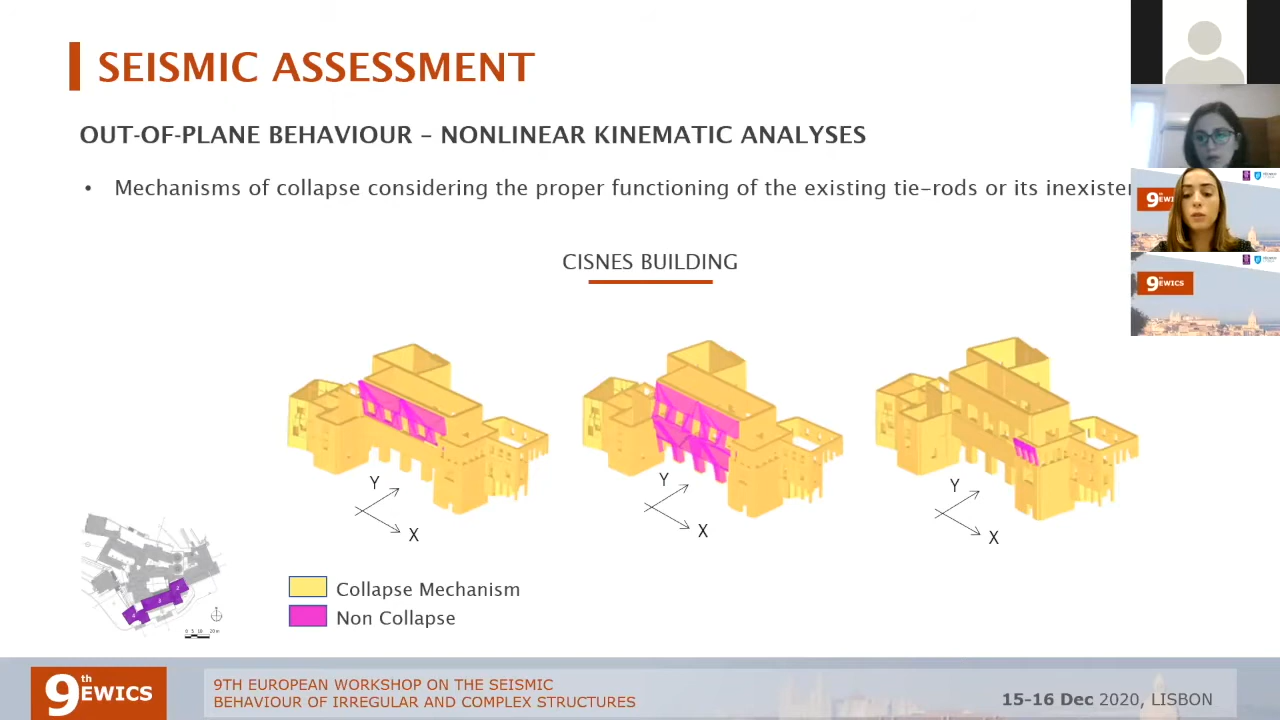 SEISMIC ASSESSMENT
OUT-OF-PLANE BEHAVIOUR – NONLINEAR KINEMATIC ANALYSES
• Mechanisms of collapse considering the proper functioning of the existing tie-rods or its inexisten
CISNES BUILDING
Y
X
Y
X
Y
X
Collapse Mechanism
Non Collapse
9th EWICS
9TH EUROPEAN WORKSHOP ON THE SEISMIC
BEHAVIOUR OF IRREGULAR AND COMPLEX STRUCTURES
15-16 Dec 2020, LISBON
9th EWICS